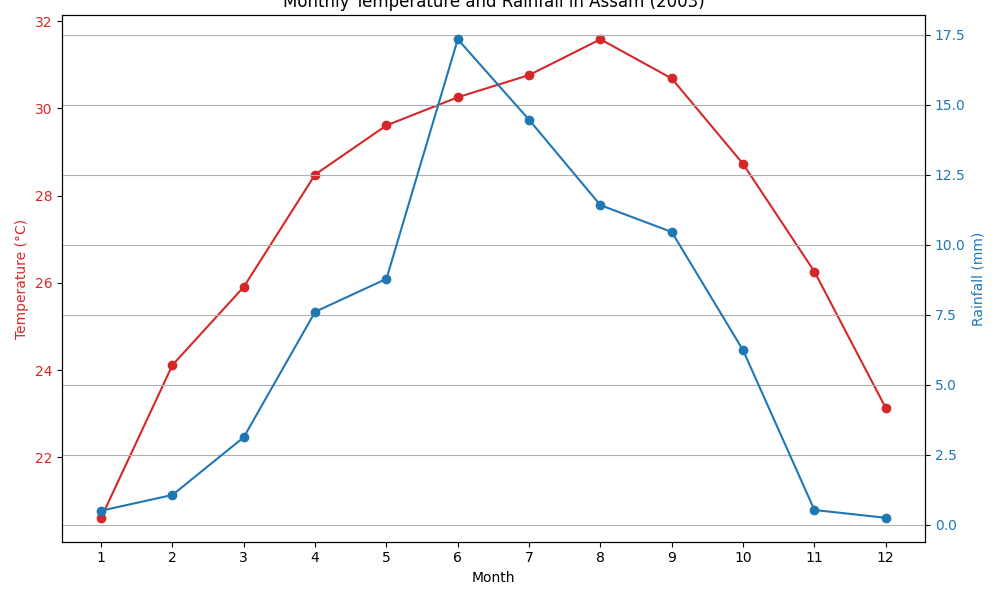 Monthly Temperature and Rainfall in Assam (2003)
32
30
28
26
24
22
Temperature (°C)
17.5
15.0
12.5
10.0
7.5
5.0
2.5
0.0
Rainfall (mm)
1 2 3 4 5 6 7 8 9 10 11 12
Month